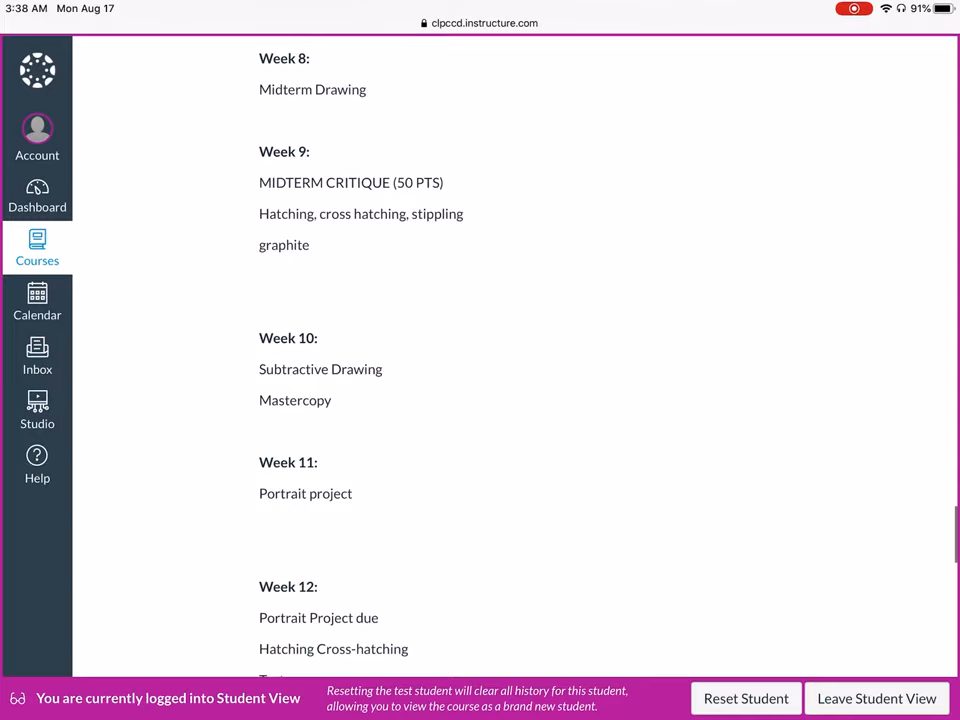 3:38 AM Mon Aug 17
91%
clpccd.instructure.com
Account
Dashboard
Courses
Calendar
Inbox
Studio
Help
Week 8:
Midterm Drawing
Week 9:
MIDTERM CRITIQUE (50 PTS)
Hatching, cross hatching, stippling
graphite
Week 10:
Subtractive Drawing
Mastercopy
Week 11:
Portrait project
Week 12:
Portrait Project due
Hatching Cross-hatching
You are currently logged into Student View
Resetting the test student will clear all history for this student,
allowing you to view the course as a brand new student.
Reset Student
Leave Student View